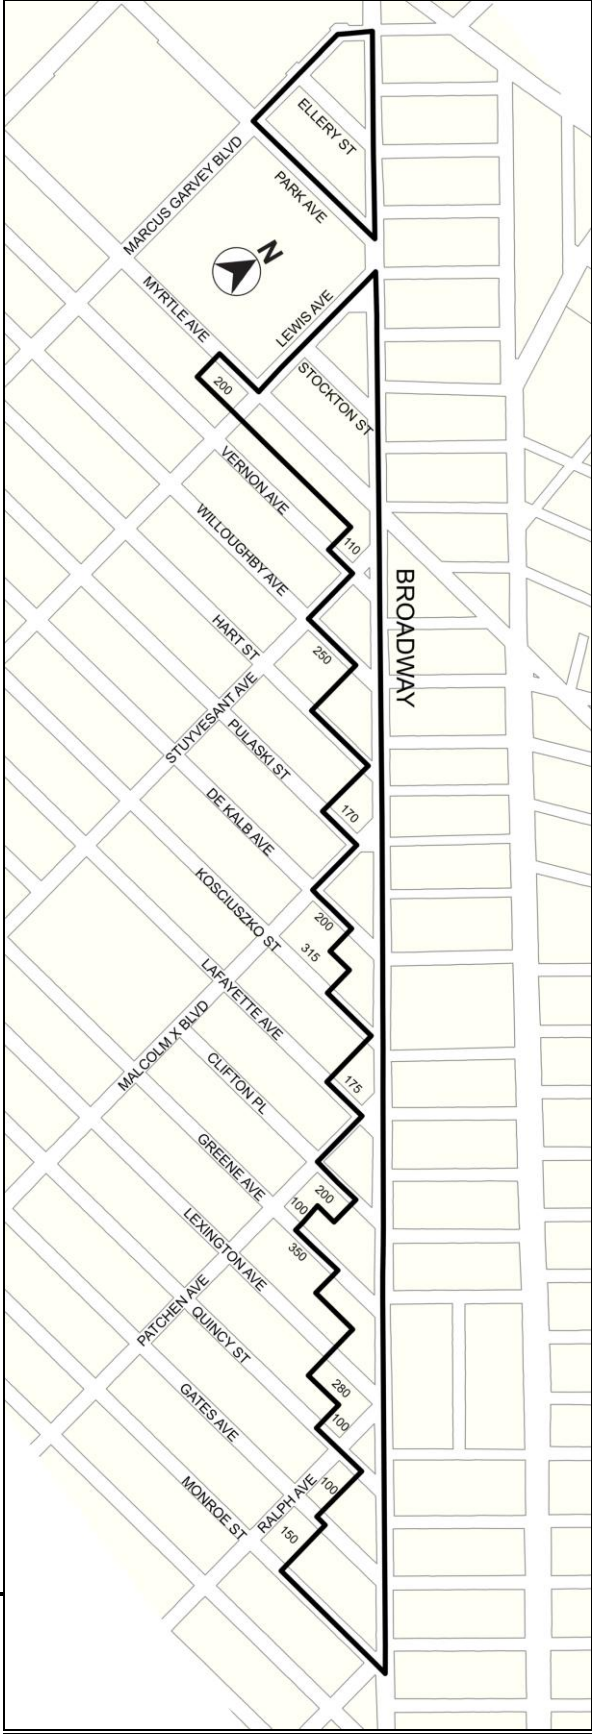 ELLERY ST
MARCUS GARVEY BLVD
PARK AVE
N
MYRTLE AVE
LEWIS AVE
200
STOCKTON ST
VERNON AVE
WILLOUGHBY AVE
110
BROADWAY
HART ST
250
STUYVESANT AVE
PULASKI ST
DE KALB AVE
170
KOSCIUSZKO ST
200
315
LAFAYETTE AVE
MALCOLM X BLVD
CLIFTON PL
175
GREENE AVE
200
100
LEXINGTON AVE
350
PATCHEN AVE
QUINCY ST
280
100
GATES AVE
RALPH AVE
100
MONROE ST
150